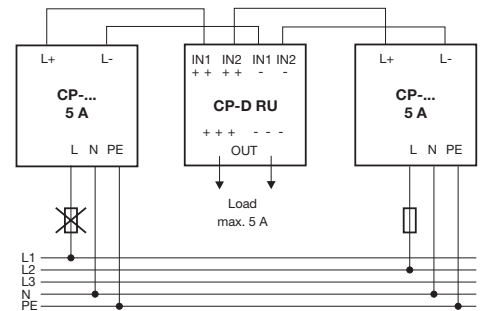 L+ L- IN1 IN2 IN1 IN2 L+ L-
+ + + + - -
CP-... CP-D RU CP-...
5 A 5 A
+ + + - - -
L N PE OUT L N PE
Load
max. 5 A
L1
L2
L3
N
PE